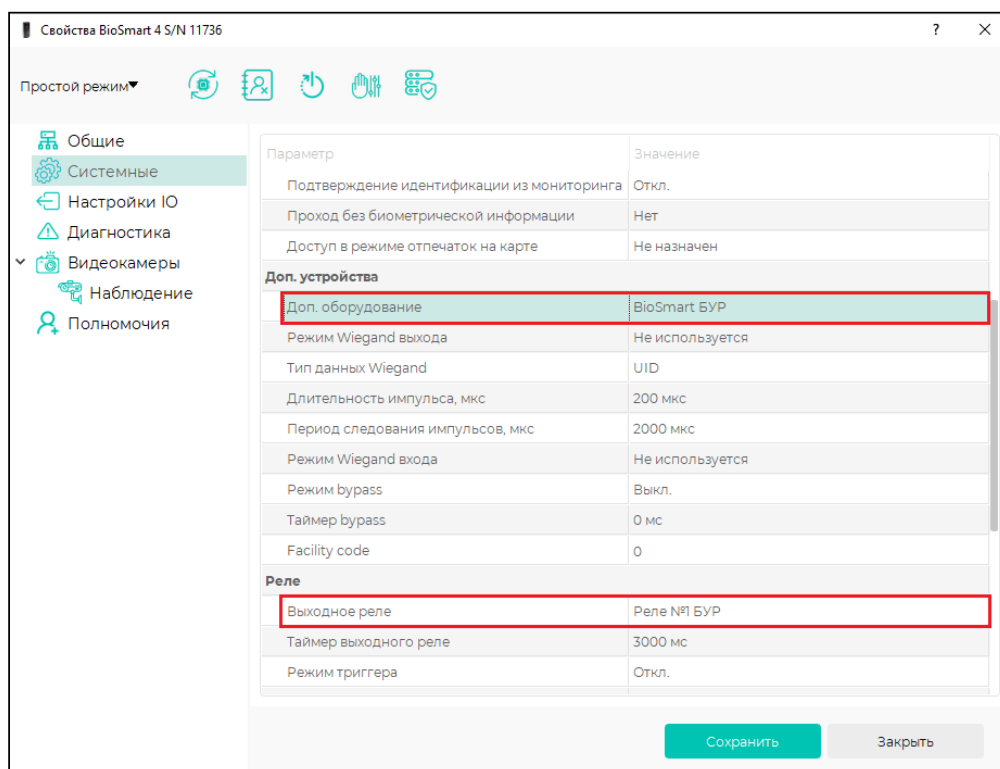 Свойства BioSmart 4 S/N 11736 ?
Простой режим
Общие
Системные
Настройки IO
Диагностика
Видеокамеры
Наблюдение
Полномочия
Параметр Значение
Подтверждение идентификации из мониторинга Откл.
Проход без биометрической информации Нет
Доступ в режиме отпечаток на карте Не назначен
Доп. устройства
Доп. оборудование BioSmart БУР
Режим Wiegand выхода Не используется
Тип данных Wiegand UID
Длительность импульса, мкс 200 мкс
Период следования импульсов, мкс 2000 мкс
Режим Wiegand входа Не используется
Режим bypass Выкл.
Таймер bypass 0 мс
Facility code 0
Реле
Выходное реле Реле №1 БУР
Таймер выходного реле 3000 мс
Режим триггера Откл.
Сохранить Закрыть